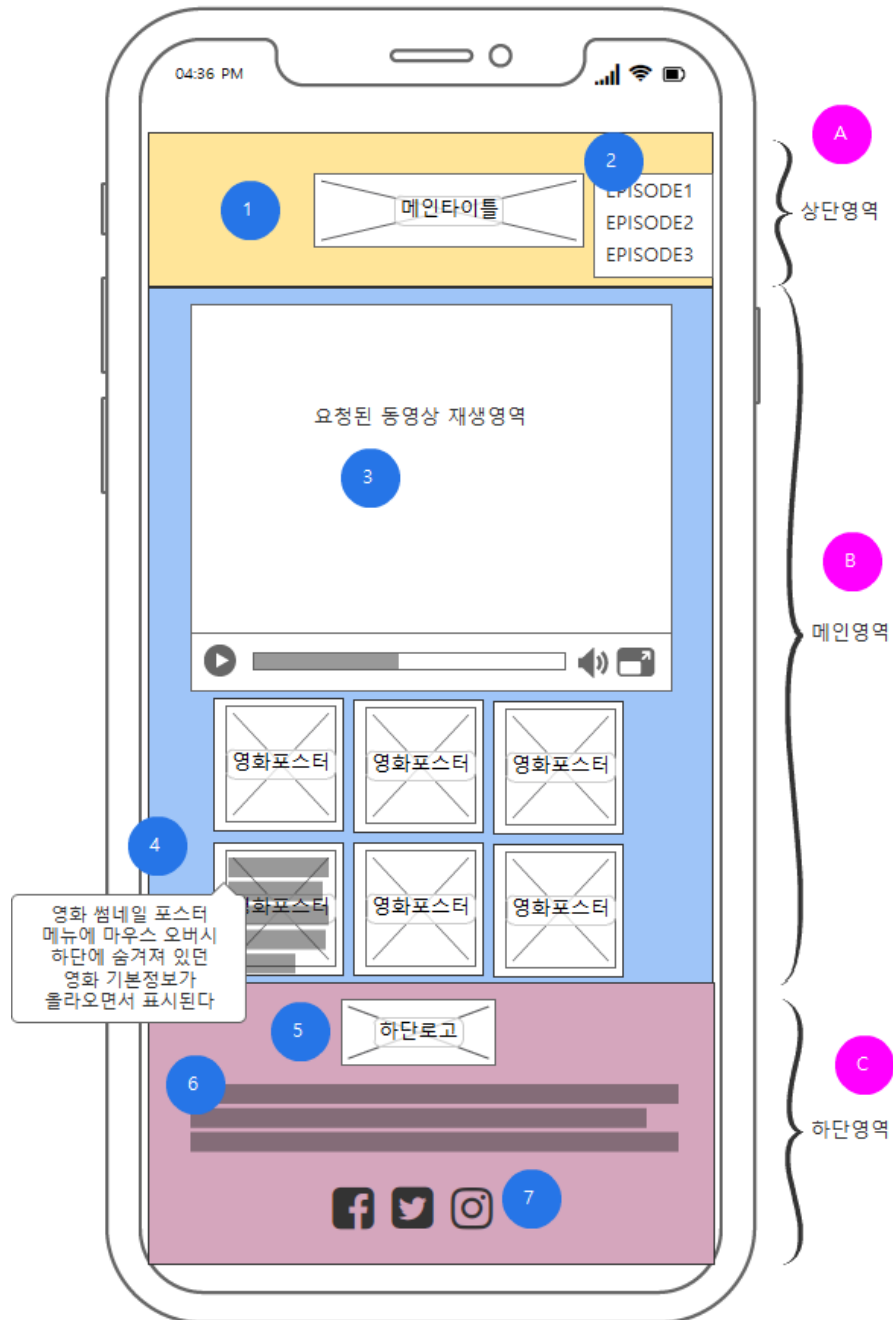 04:36 PM
A
2
1
메인타이틀
EPISODE1
EPISODE2
EPISODE3
상단영역
요청된 동영상 재생영역
3
B
메인영역
영화포스터
영화포스터
영화포스터
4
영화포스터
영화포스터
영화포스터
영화 썸네일 포스터
메뉴에 마우스 오버시
하단에 숨겨져 있던
영화 기본정보가
올라오면서 표시된다
5
하단로고
C
6
하단영역
7